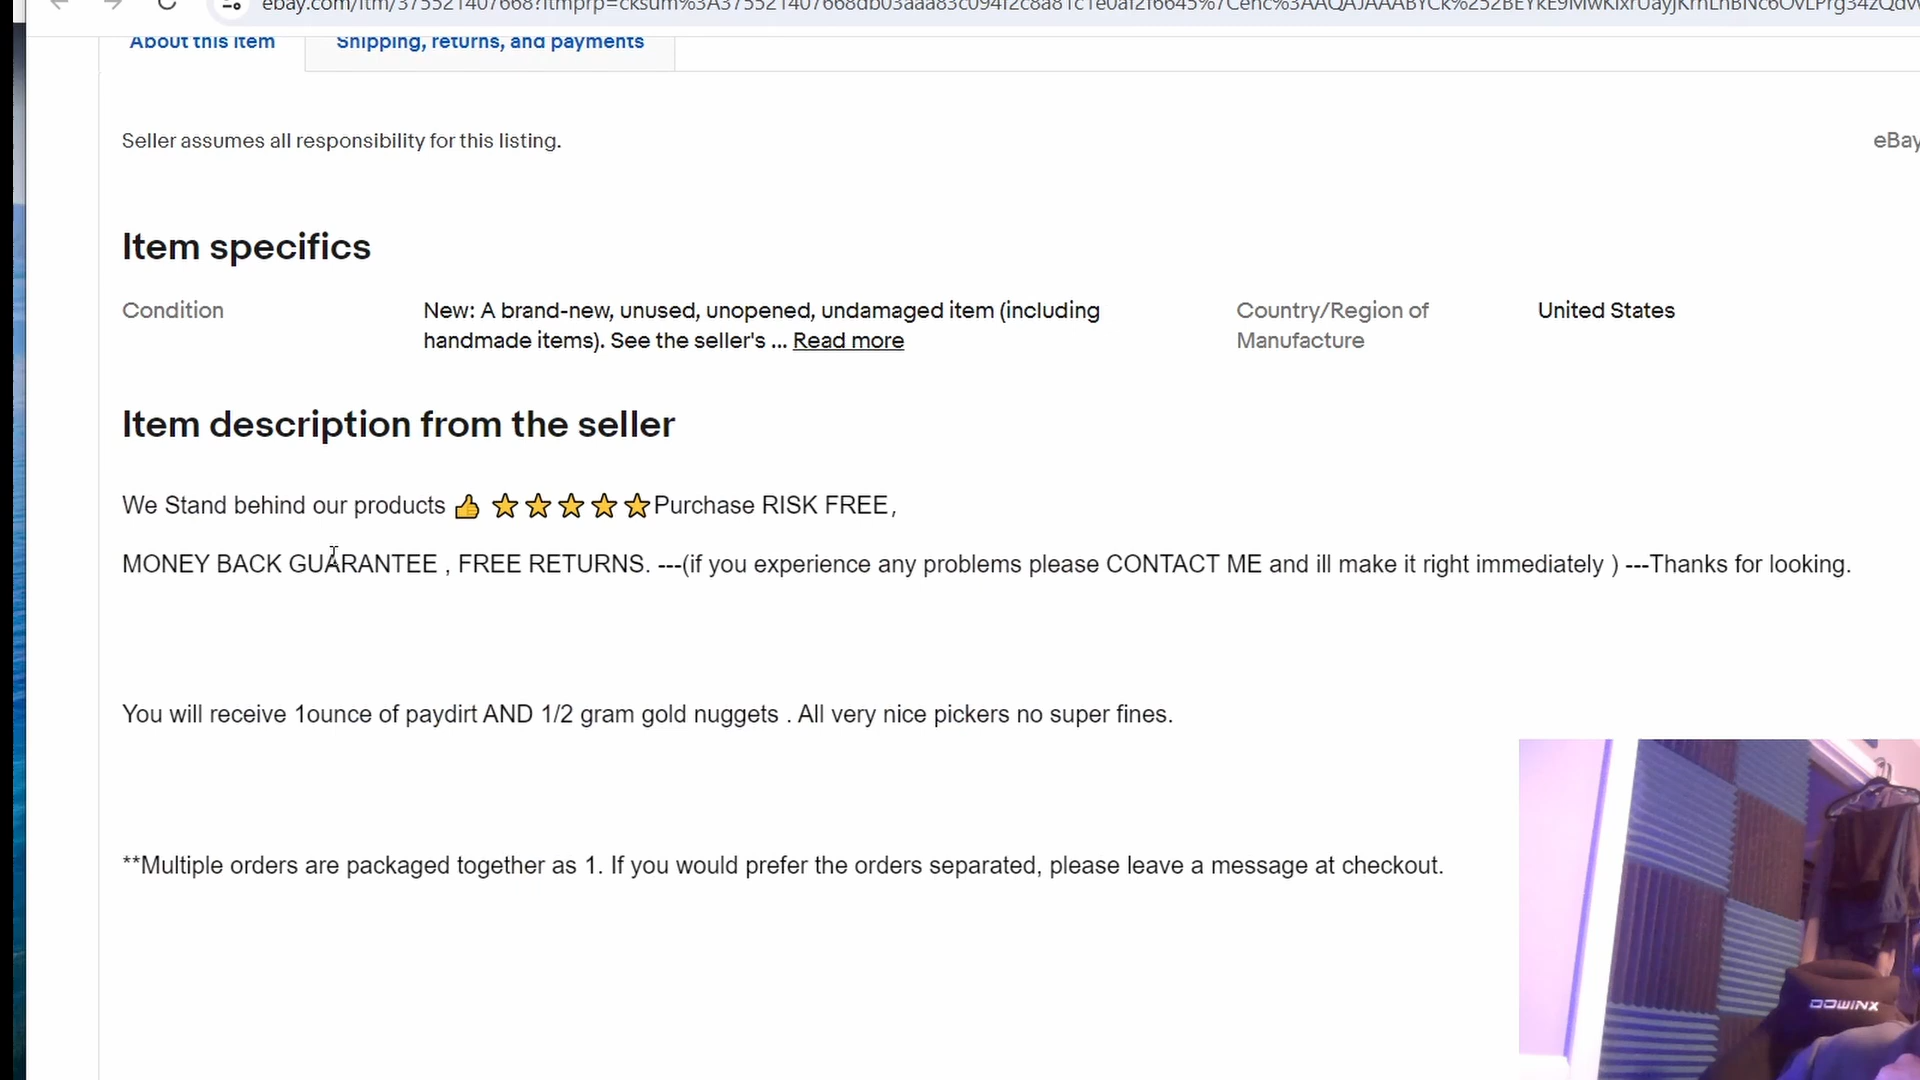 About this item
Shipping, returns, and payments
Seller assumes all responsibility for this listing.
eBay
Item specifics
Condition
New: A brand-new, unused, unopened, undamaged item (including
handmade items). See the seller's ... Read more
Country/Region of
Manufacture
United States
Item description from the seller
We Stand behind our products 👍 ⭐⭐⭐⭐⭐Purchase RISK FREE,
MONEY BACK GUARANTEE , FREE RETURNS. ---(if you experience any problems please CONTACT ME and ill make it right immediately ) ---Thanks for looking.
You will receive 1ounce of paydirt AND 1/2 gram gold nuggets . All very nice pickers no super fines.
**Multiple orders are packaged together as 1. If you would prefer the orders separated, please leave a message at checkout.
DOWINX